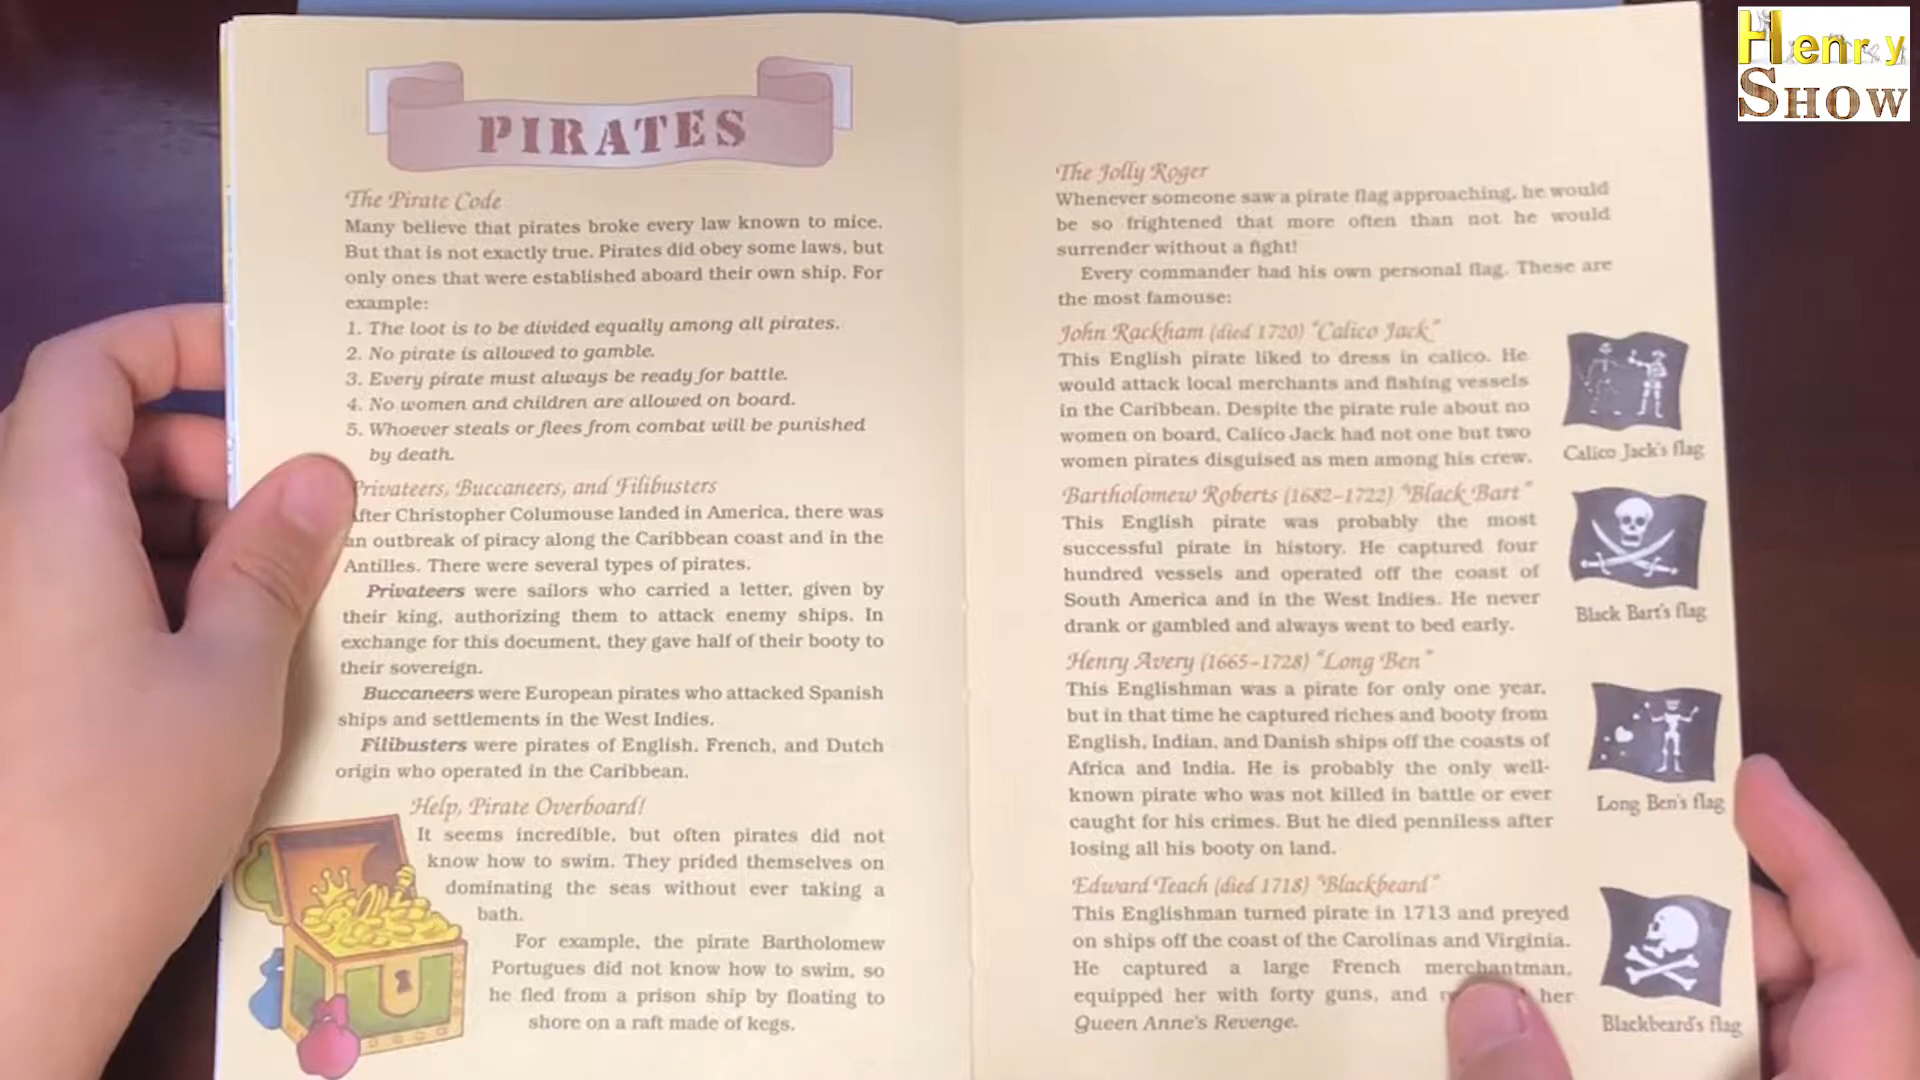 PIRATES
The Pirate Code
Many believe that pirates broke every law known to mice.
But that is not exactly true. Pirates did obey some laws, but
only ones that were established aboard their own ship. For
example:
1. The loot is to be divided equally among all pirates.
2. No pirate is allowed to gamble.
3. Every pirate must always be ready for battle.
4. No women and children are allowed on board.
5. Whoever steals or flees from combat will be punished
by death.
Privateers, Buccaneers, and Filibusters
After Christopher Columouse landed in America, there was
an outbreak of piracy along the Caribbean coast and in the
Antilles. There were several types of pirates.
Privateers were sailors who carried a letter, given by
their king, authorizing them to attack enemy ships. In
exchange for this document, they gave half of their booty to
their sovereign.
Buccaneers were European pirates who attacked Spanish
ships and settlements in the West Indies.
Filibusters were pirates of English, French, and Dutch
origin who operated in the Caribbean.
Help, Pirate Overboard!
It seems incredible, but often pirates did not
know how to swim. They prided themselves on
dominating the seas without ever taking a
bath.
For example, the pirate Bartholomew
Portugues did not know how to swim, so
he fled from a prison ship by floating to
shore on a raft made of kegs.
The Jolly Roger
Whenever someone saw a pirate flag approaching, he would
be so frightened that more often than not he would
surrender without a fight!
Every commander had his own personal flag. These are
the most famouse:
John Rackham (died 1720) "Calico Jack"
This English pirate liked to dress in calico. He
would attack local merchants and fishing vessels
in the Caribbean. Despite the pirate rule about no
women on board, Calico Jack had not one but two
women pirates disguised as men among his crew.
Calico Jack's flag
Bartholomew Roberts (1682–1722) "Black Bart"
This English pirate was probably the most
successful pirate in history. He captured four
hundred vessels and operated off the coast of
South America and in the West Indies. He never
drank or gambled and always went to bed early.
Black Bart's flag
Henry Avery (1665–1728) "Long Ben"
This Englishman was a pirate for only one year,
but in that time he captured riches and booty from
English, Indian, and Danish ships off the coasts of
Africa and India. He is probably the only well-
known pirate who was not killed in battle or ever
caught for his crimes. But he died penniless after
losing all his booty on land.
Long Ben's flag
Edward Teach (died 1718) "Blackbeard"
This Englishman turned pirate in 1713 and preyed
on ships off the coast of the Carolinas and Virginia.
He captured a large French merchantman,
equipped her with forty guns, and her
Queen Anne's Revenge.
Blackbeard's flag
Henry
SHOW